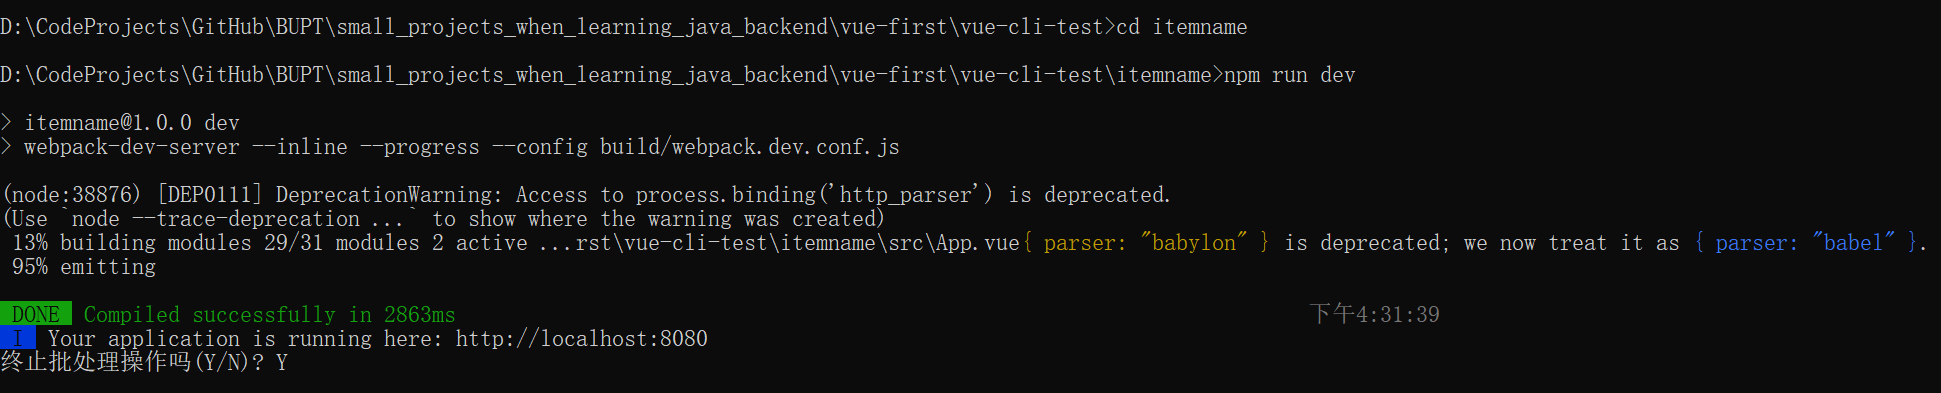 D:\CodeProjects\GitHub\BUPT\small_projects_when_learning_java_backend\vue-first\vue-cli-test>cd itemname
D:\CodeProjects\GitHub\BUPT\small_projects_when_learning_java_backend\vue-first\vue-cli-test\itemname>npm run dev
> itemname@1.0.0 dev
> webpack-dev-server --inline --progress --config build/webpack.dev.conf.js
(node:38876) [DEP0111] DeprecationWarning: Access to process.binding('http_parser') is deprecated.
(Use `node --trace-deprecation ...` to show where the warning was created)
13% building modules 29/31 modules 2 active ...rst\vue-cli-test\itemname\src\App.vue{ parser: "babylon" } is deprecated; we now treat it as { parser: "babel" }.
95% emitting
DONE Compiled successfully in 2863ms 下午4:31:39
I Your application is running here: http://localhost:8080
终止批处理操作吗(Y/N)? Y